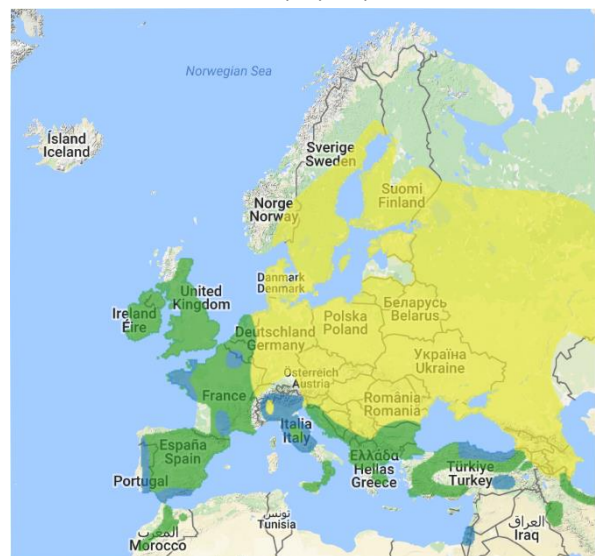 Norwegian Sea
Ísland
Iceland
Sverige
Sweden
Suomi
Finland
Norge
Norway
United
Kingdom
Danmark
Denmark
Ireland
Éire
Беларусь
Belarus
Polska
Poland
Deutschland
Germany
Україна
Ukraine
Österreich
Austria
France
România
Romania
Italia
Italy
España
Spain
Ελλάδα
Hellas
Greece
Türkiye
Turkey
Portugal
تونس
Tunisia
العراق
Iraq
المغرب
Morocco